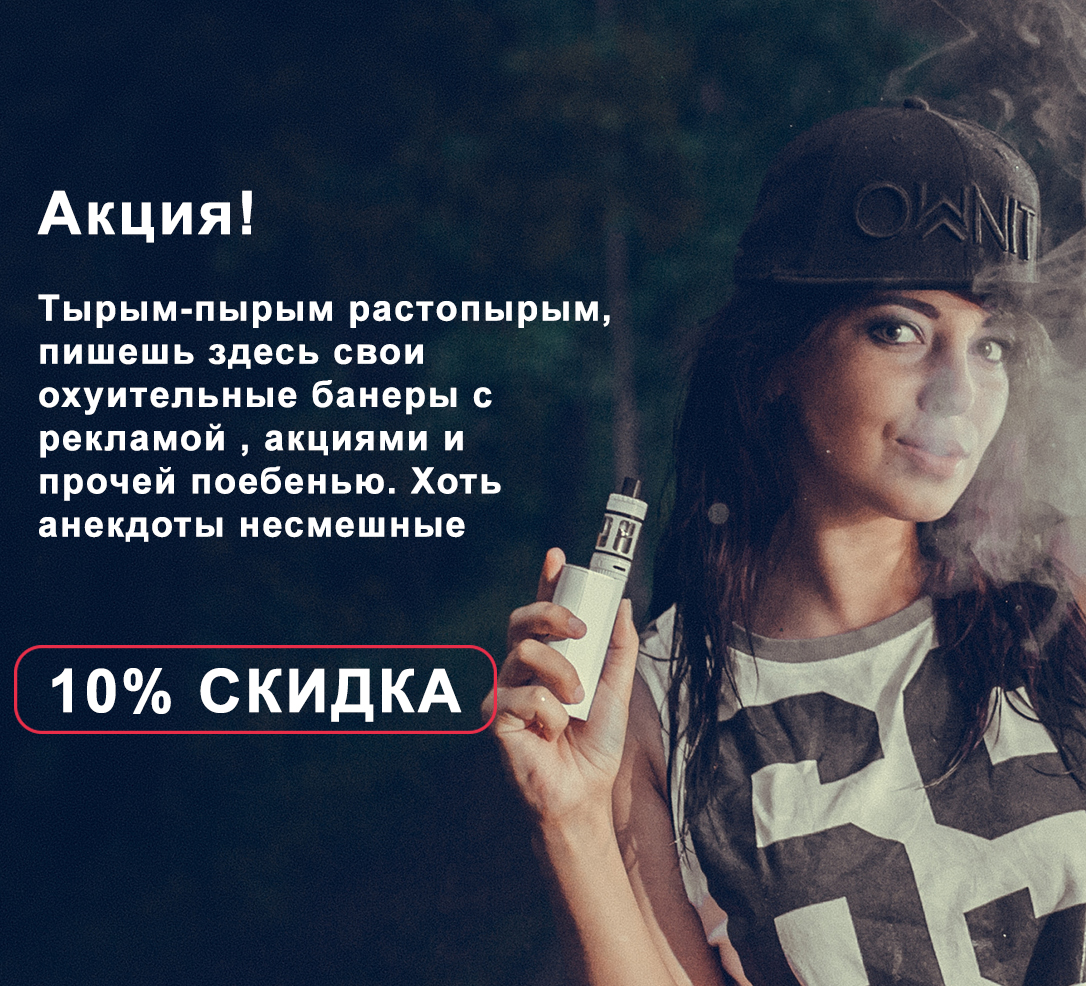 Акция!
OWNIT
Тырым-пырым растопырым,
пишешь здесь свои
охуительные банеры с
рекламой , акциями и
прочей поебенью. Хоть
анекдоты несмешные
10% СКИДКА